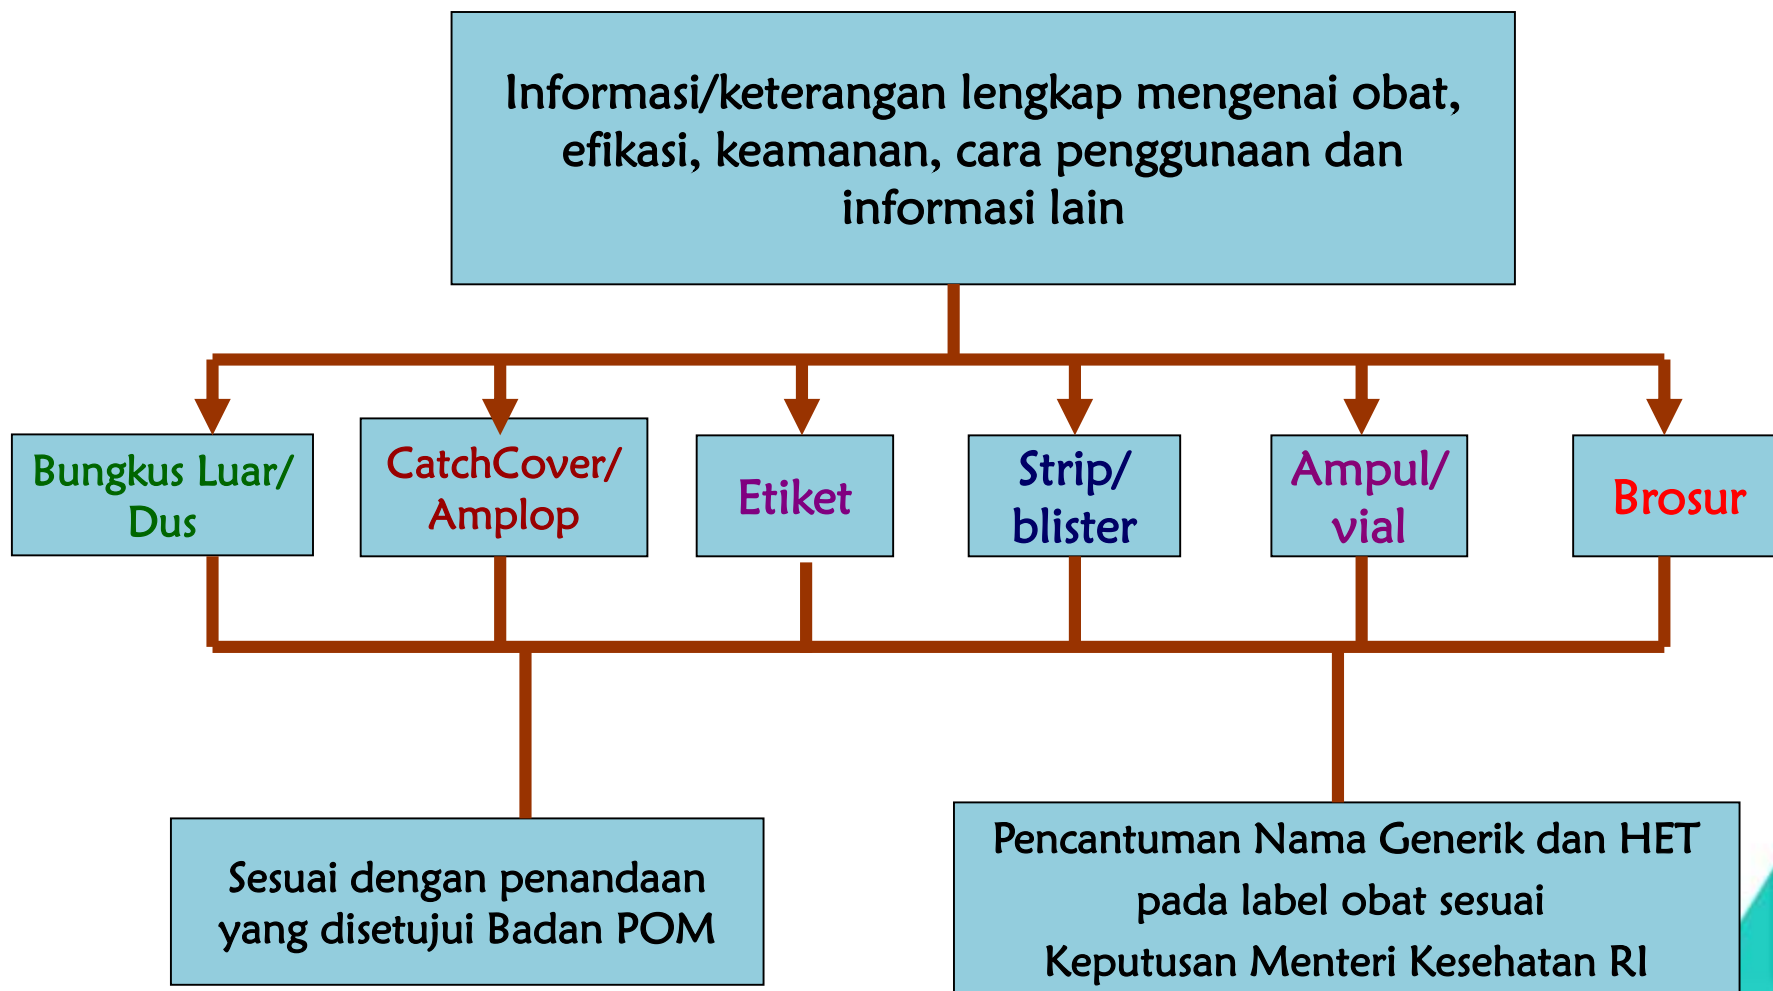 Informasi/keterangan lengkap mengenai obat,
efikasi, keamanan, cara penggunaan dan
informasi lain
Bungkus Luar/
Dus
CatchCover/
Amplop
Etiket
Strip/
blister
Ampul/
vial
Brosur
Sesuai dengan penandaan
yang disetujui Badan POM
Pencantuman Nama Generik dan HET
pada label obat sesuai
Keputusan Menteri Kesehatan RI